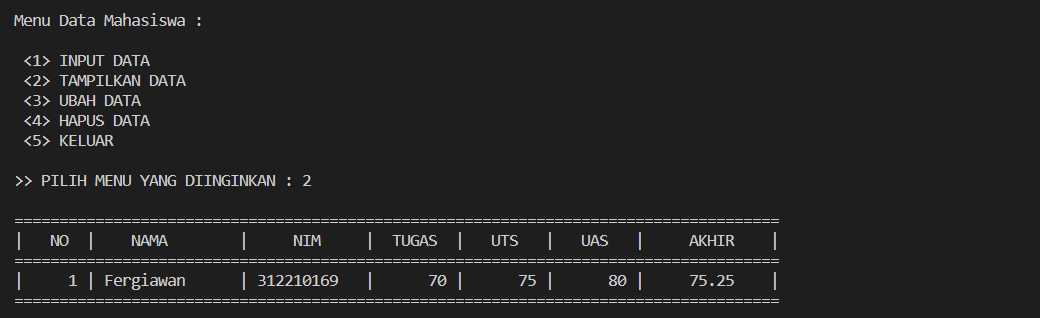 Menu Data Mahasiswa :
<1> INPUT DATA
<2> TAMPILKAN DATA
<3> UBAH DATA
<4> HAPUS DATA
<5> KELUAR
>> PILIH MENU YANG DIINGINKAN : 2
=====================================================================================
|   NO  |    NAMA        |     NIM     |  TUGAS  |   UTS   |   UAS   |     AKHIR    |
=====================================================================================
|     1 | Fergiawan      | 312210169   |      70 |      75 |      80 |     75.25    |
=====================================================================================